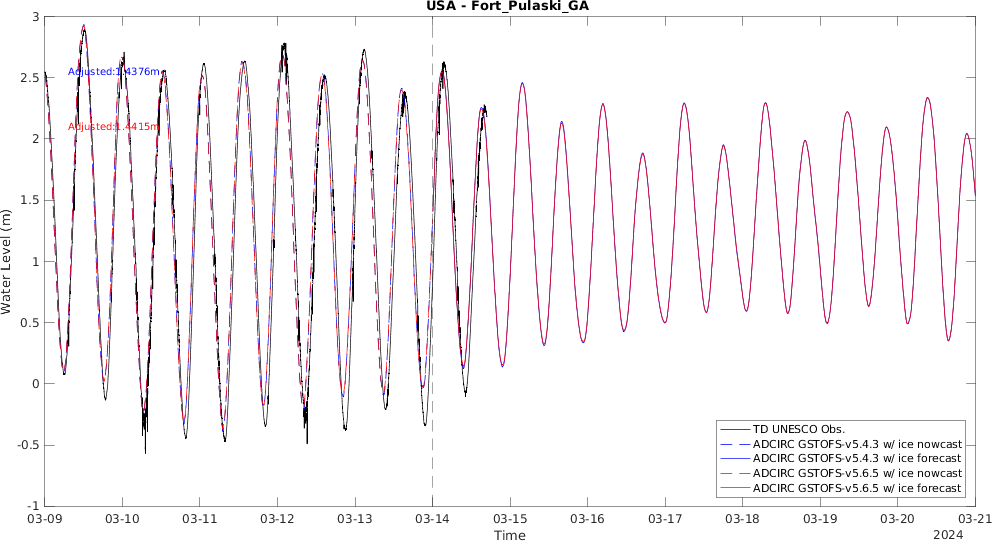 USA - Fort_Pulaski_GA
3
2.5
2
1.5
1
0.5
0
-0.5
-1
Water Level (m)
Adjusted:1.4376m
Adjusted:1.4415m
TD UNESCO Obs.
ADCIRC GSTOFS-v5.4.3 w/ ice nowcast
ADCIRC GSTOFS-v5.4.3 w/ ice forecast
ADCIRC GSTOFS-v5.6.5 w/ ice nowcast
ADCIRC GSTOFS-v5.6.5 w/ ice forecast
03-09 03-10 03-11 03-12 03-13 03-14 03-15 03-16 03-17 03-18 03-19 03-20 03-21
Time
2024